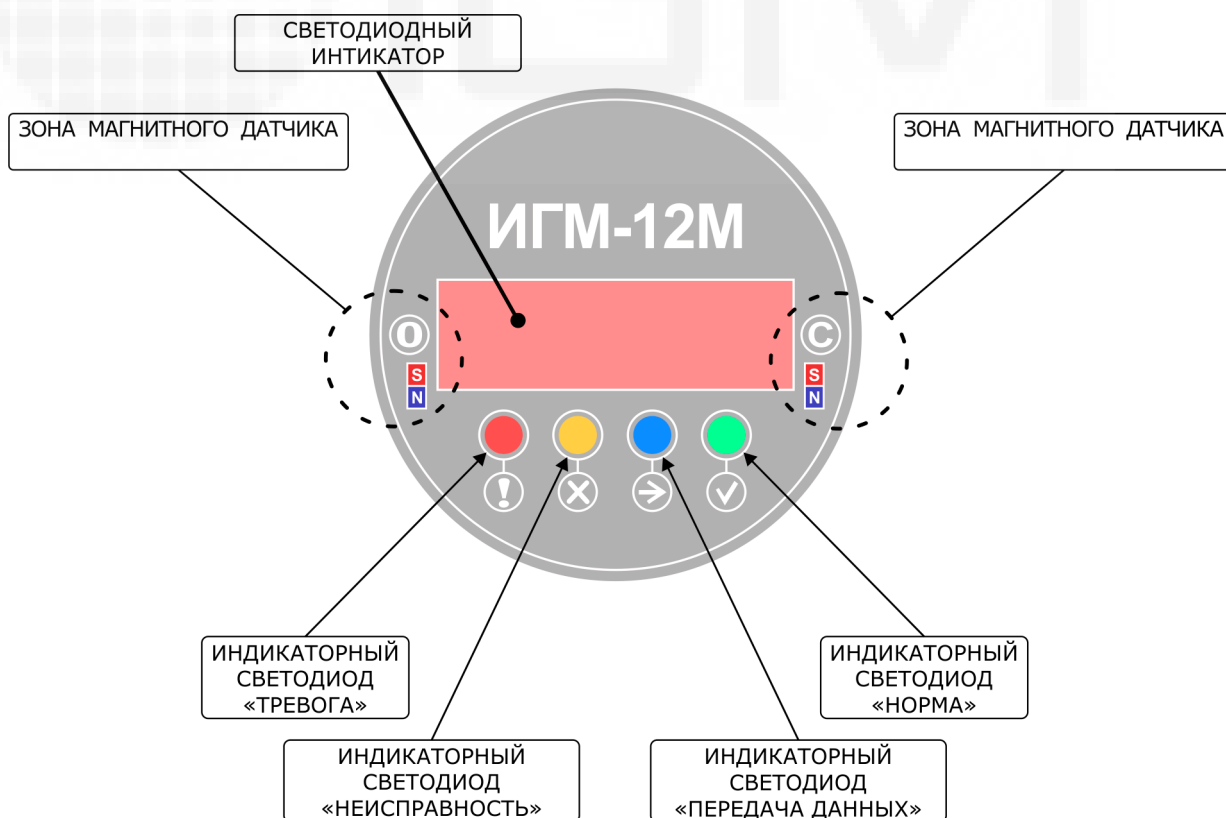 СВЕТОДИОДНЫЙ
ИНТИКАТОР
ЗОНА МАГНИТНОГО ДАТЧИКА
ЗОНА МАГНИТНОГО ДАТЧИКА
ИГМ-12М
O
C
S
N
S
N
ИНДИКАТОРНЫЙ
СВЕТОДИОД
«ТРЕВОГА»
ИНДИКАТОРНЫЙ
СВЕТОДИОД
«НОРМА»
ИНДИКАТОРНЫЙ
СВЕТОДИОД
«НЕИСПРАВНОСТЬ»
ИНДИКАТОРНЫЙ
СВЕТОДИОД
«ПЕРЕДАЧА ДАННЫХ»